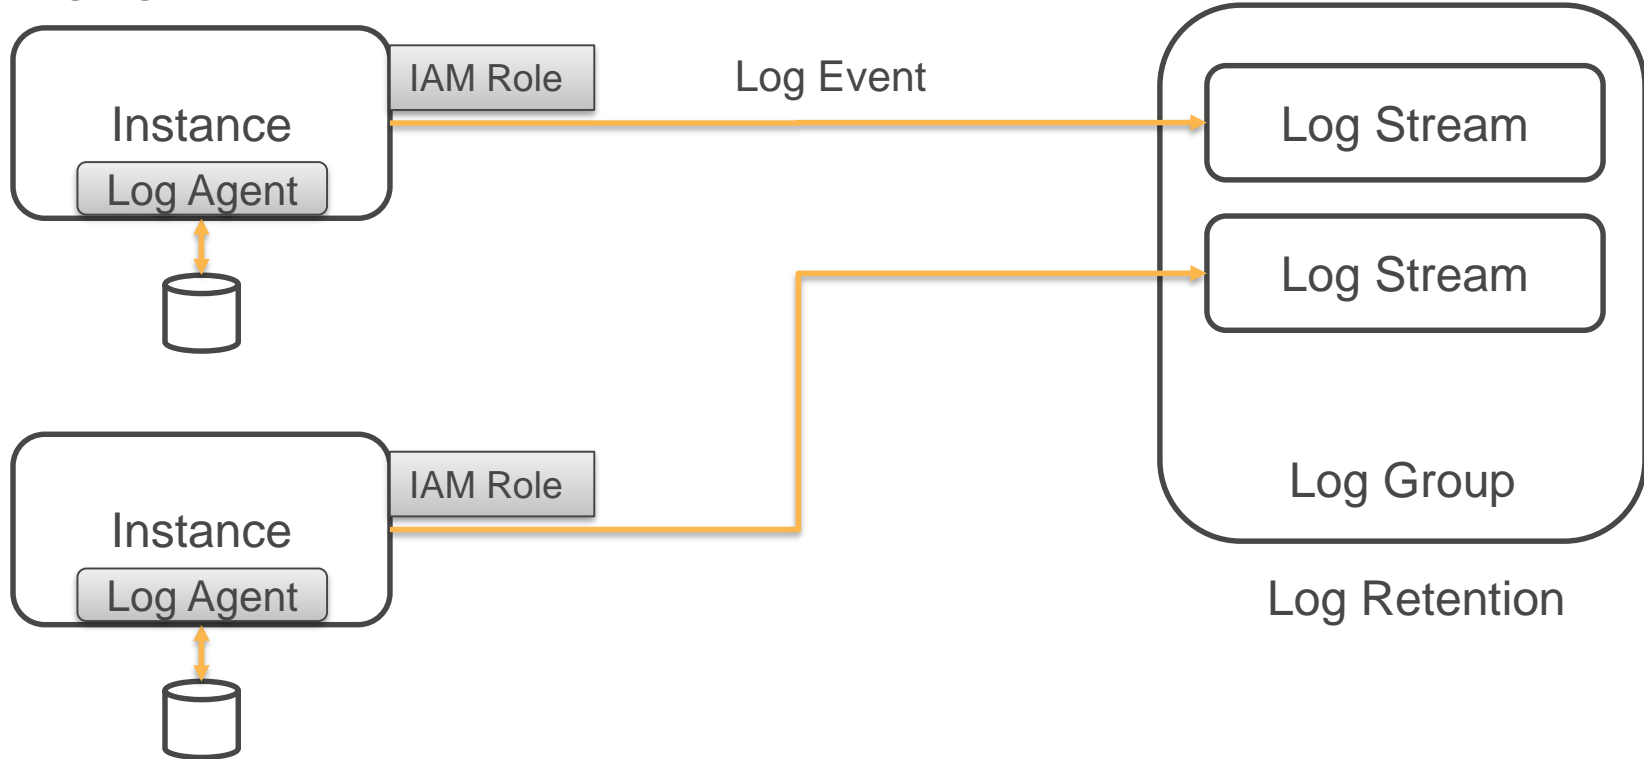 IAM Role
Log Event
Instance
Log Agent
Log Stream
Log Stream
IAM Role
Instance
Log Agent
Log Group
Log Retention